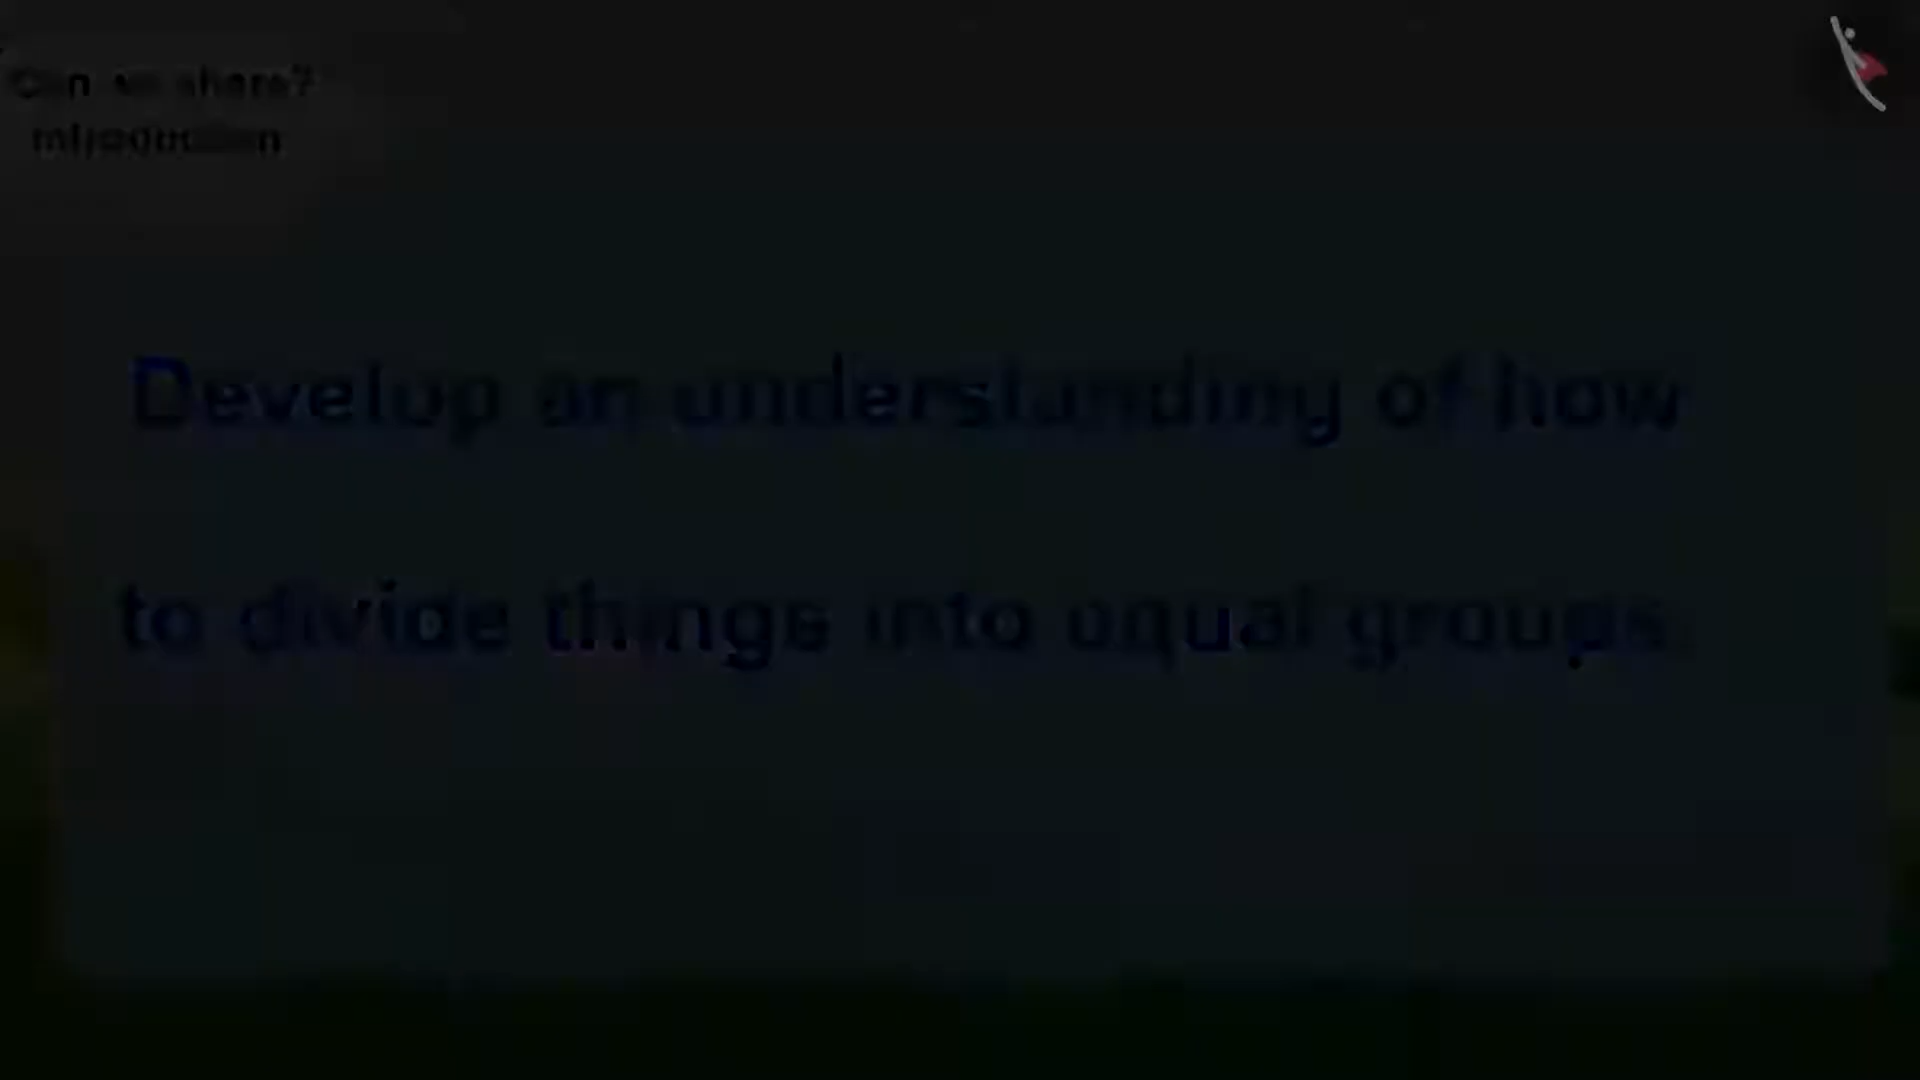 Can we share?
Introduction
Develop an understanding of how
to divide things into equal groups.